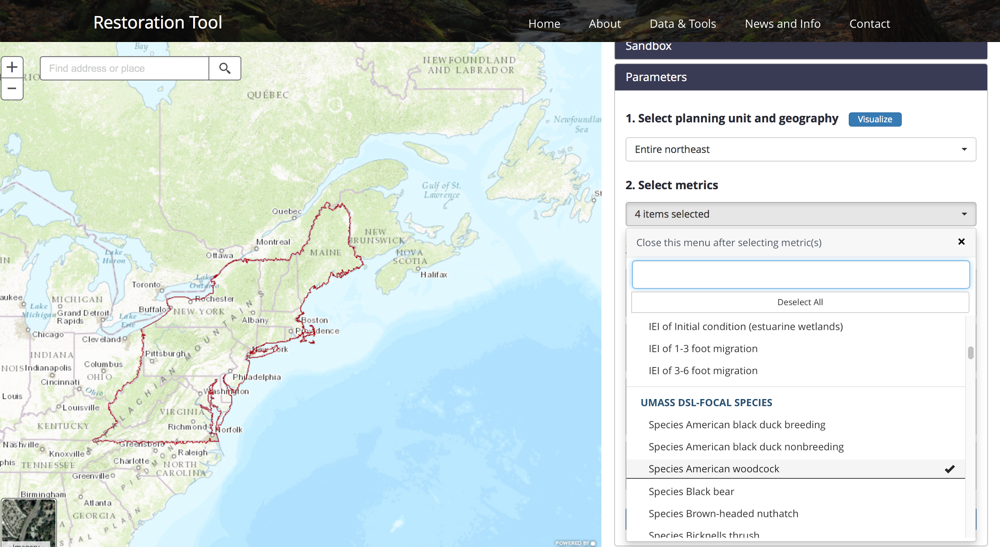 Restoration Tool
Home About Data & Tools News and Info Contact
Sandbox
Parameters
1. Select planning unit and geography
Visualize
Entire northeast
2. Select metrics
4 items selected
Close this menu after selecting metric(s)
Deselect All
IEI of Initial condition (estuarine wetlands)
IEI of 1-3 foot migration
IEI of 3-6 foot migration
UMASS DSL-FOCAL SPECIES
Species American black duck breeding
Species American black duck nonbreeding
Species American woodcock
Species Black bear
Species Brown-headed nuthatch
Species Bicknells thrush
Find address or place
Bay
RIO
NEWFOUNDLAND
AND LABRADOR
QUÉBEC
Newfoundlan
Sea
Gulf of St.
Lawrence
St
Quebec
NEW
BRUNSWICK
Montreal
MAINE
Ottawa
NOVA
SCOTIA
Halifax
Lake
Huron
IN
Lake
Ontario
Toronto
Rochester
aukee
MICHIGAN
Lake
Michigan
Grand
Rapids
Detroit
Buffalo
NEW YORK
Lake
Erie
Albany
Boston
Providence
Chicago
Cleveland
New York
INDIANA
Pittsburgh
NOIS
Indianapolis
Columbus
OHIO
Philadelphia
Cincinnati
Ohio
Washington
Louis
Louisville
VIRGINIA
KENTUCKY
Richmond
Norfolk
Nashville
Greensboro
Knoxville
Raleigh
phis
TENNESSEE
Charlotte
NORTH
CAROLINA
Greenville
PIEDMONT
LACHIAN MOUNTAINS
Birmingham
Atlanta
GEORGIA
A
STAL PLAIN
Imagery
POWERED BY